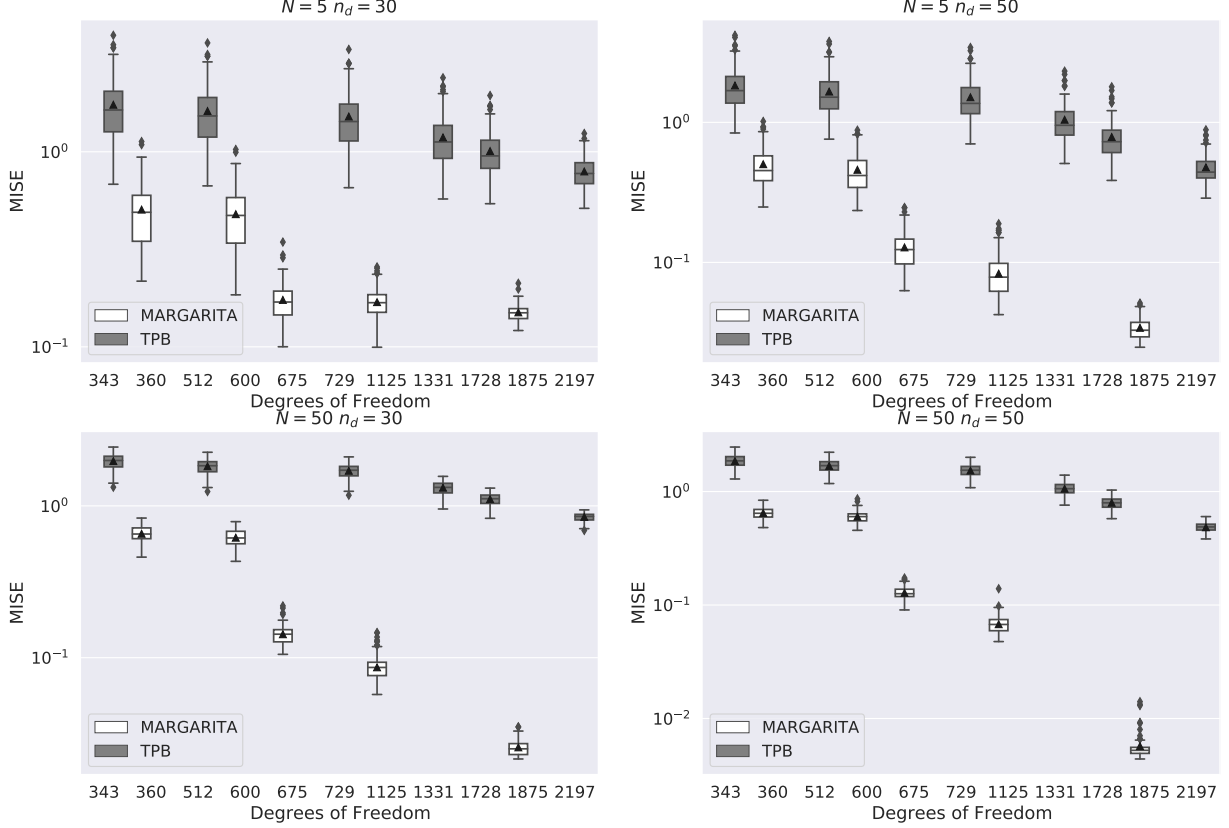 N = 5 n_d = 30
MISE
10^0
10^−1
MARGARITA
TPB
343 360 512 600 675 729 1125 1331 1728 1875 2197
Degrees of Freedom
N = 5 n_d = 50
MISE
10^0
10^−1
MARGARITA
TPB
343 360 512 600 675 729 1125 1331 1728 1875 2197
Degrees of Freedom
N = 50 n_d = 30
MISE
10^0
10^−1
MARGARITA
TPB
343 360 512 600 675 729 1125 1331 1728 1875 2197
Degrees of Freedom
N = 50 n_d = 50
MISE
10^0
10^−1
10^−2
MARGARITA
TPB
343 360 512 600 675 729 1125 1331 1728 1875 2197
Degrees of Freedom